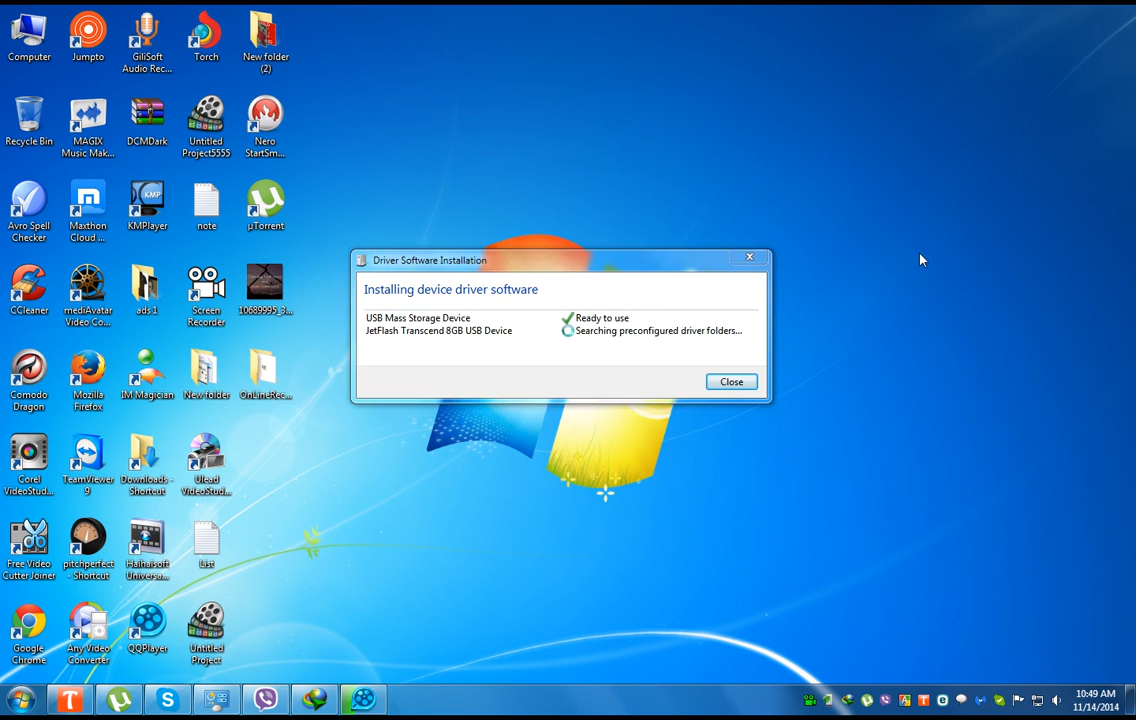 Computer
Jumpto
GiliSoft
Audio Rec...
Torch
New folder
(2)
Recycle Bin
MAGIX
Music Mak...
DCMDark
Untitled
Project5555
Nero
StartSm...
Avro Spell
Checker
Maxthon
Cloud ...
KMP
KMPlayer
note
µTorrent
CCleaner
mediAvatar
Video Co...
ads 1
Screen
Recorder
10689995_3...
Comodo
Dragon
Mozilla
Firefox
IM Magician
New folder
OnLineRec...
Corel
VideoStud...
TeamViewer
9
Downloads -
Shortcut
Ulead
VideoStud...
Free Video
Cutter Joiner
pitchperfect
- Shortcut
Haihaisoft
Universa...
List
Google
Chrome
Any Video
Converter
QQPlayer
Untitled
Project
Driver Software Installation
Installing device driver software
USB Mass Storage Device Ready to use
JetFlash Transcend 8GB USB Device Searching preconfigured driver folders...
Close
10:49 AM
11/14/2014